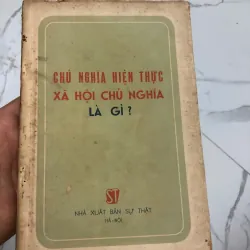 CHỦ NGHĨA HIỆN THỰC
XÃ HỘI CHỦ NGHĨA
LÀ GÌ?
ST
NHÀ XUẤT BẢN SỰ THẬT
HÀ-NỘI